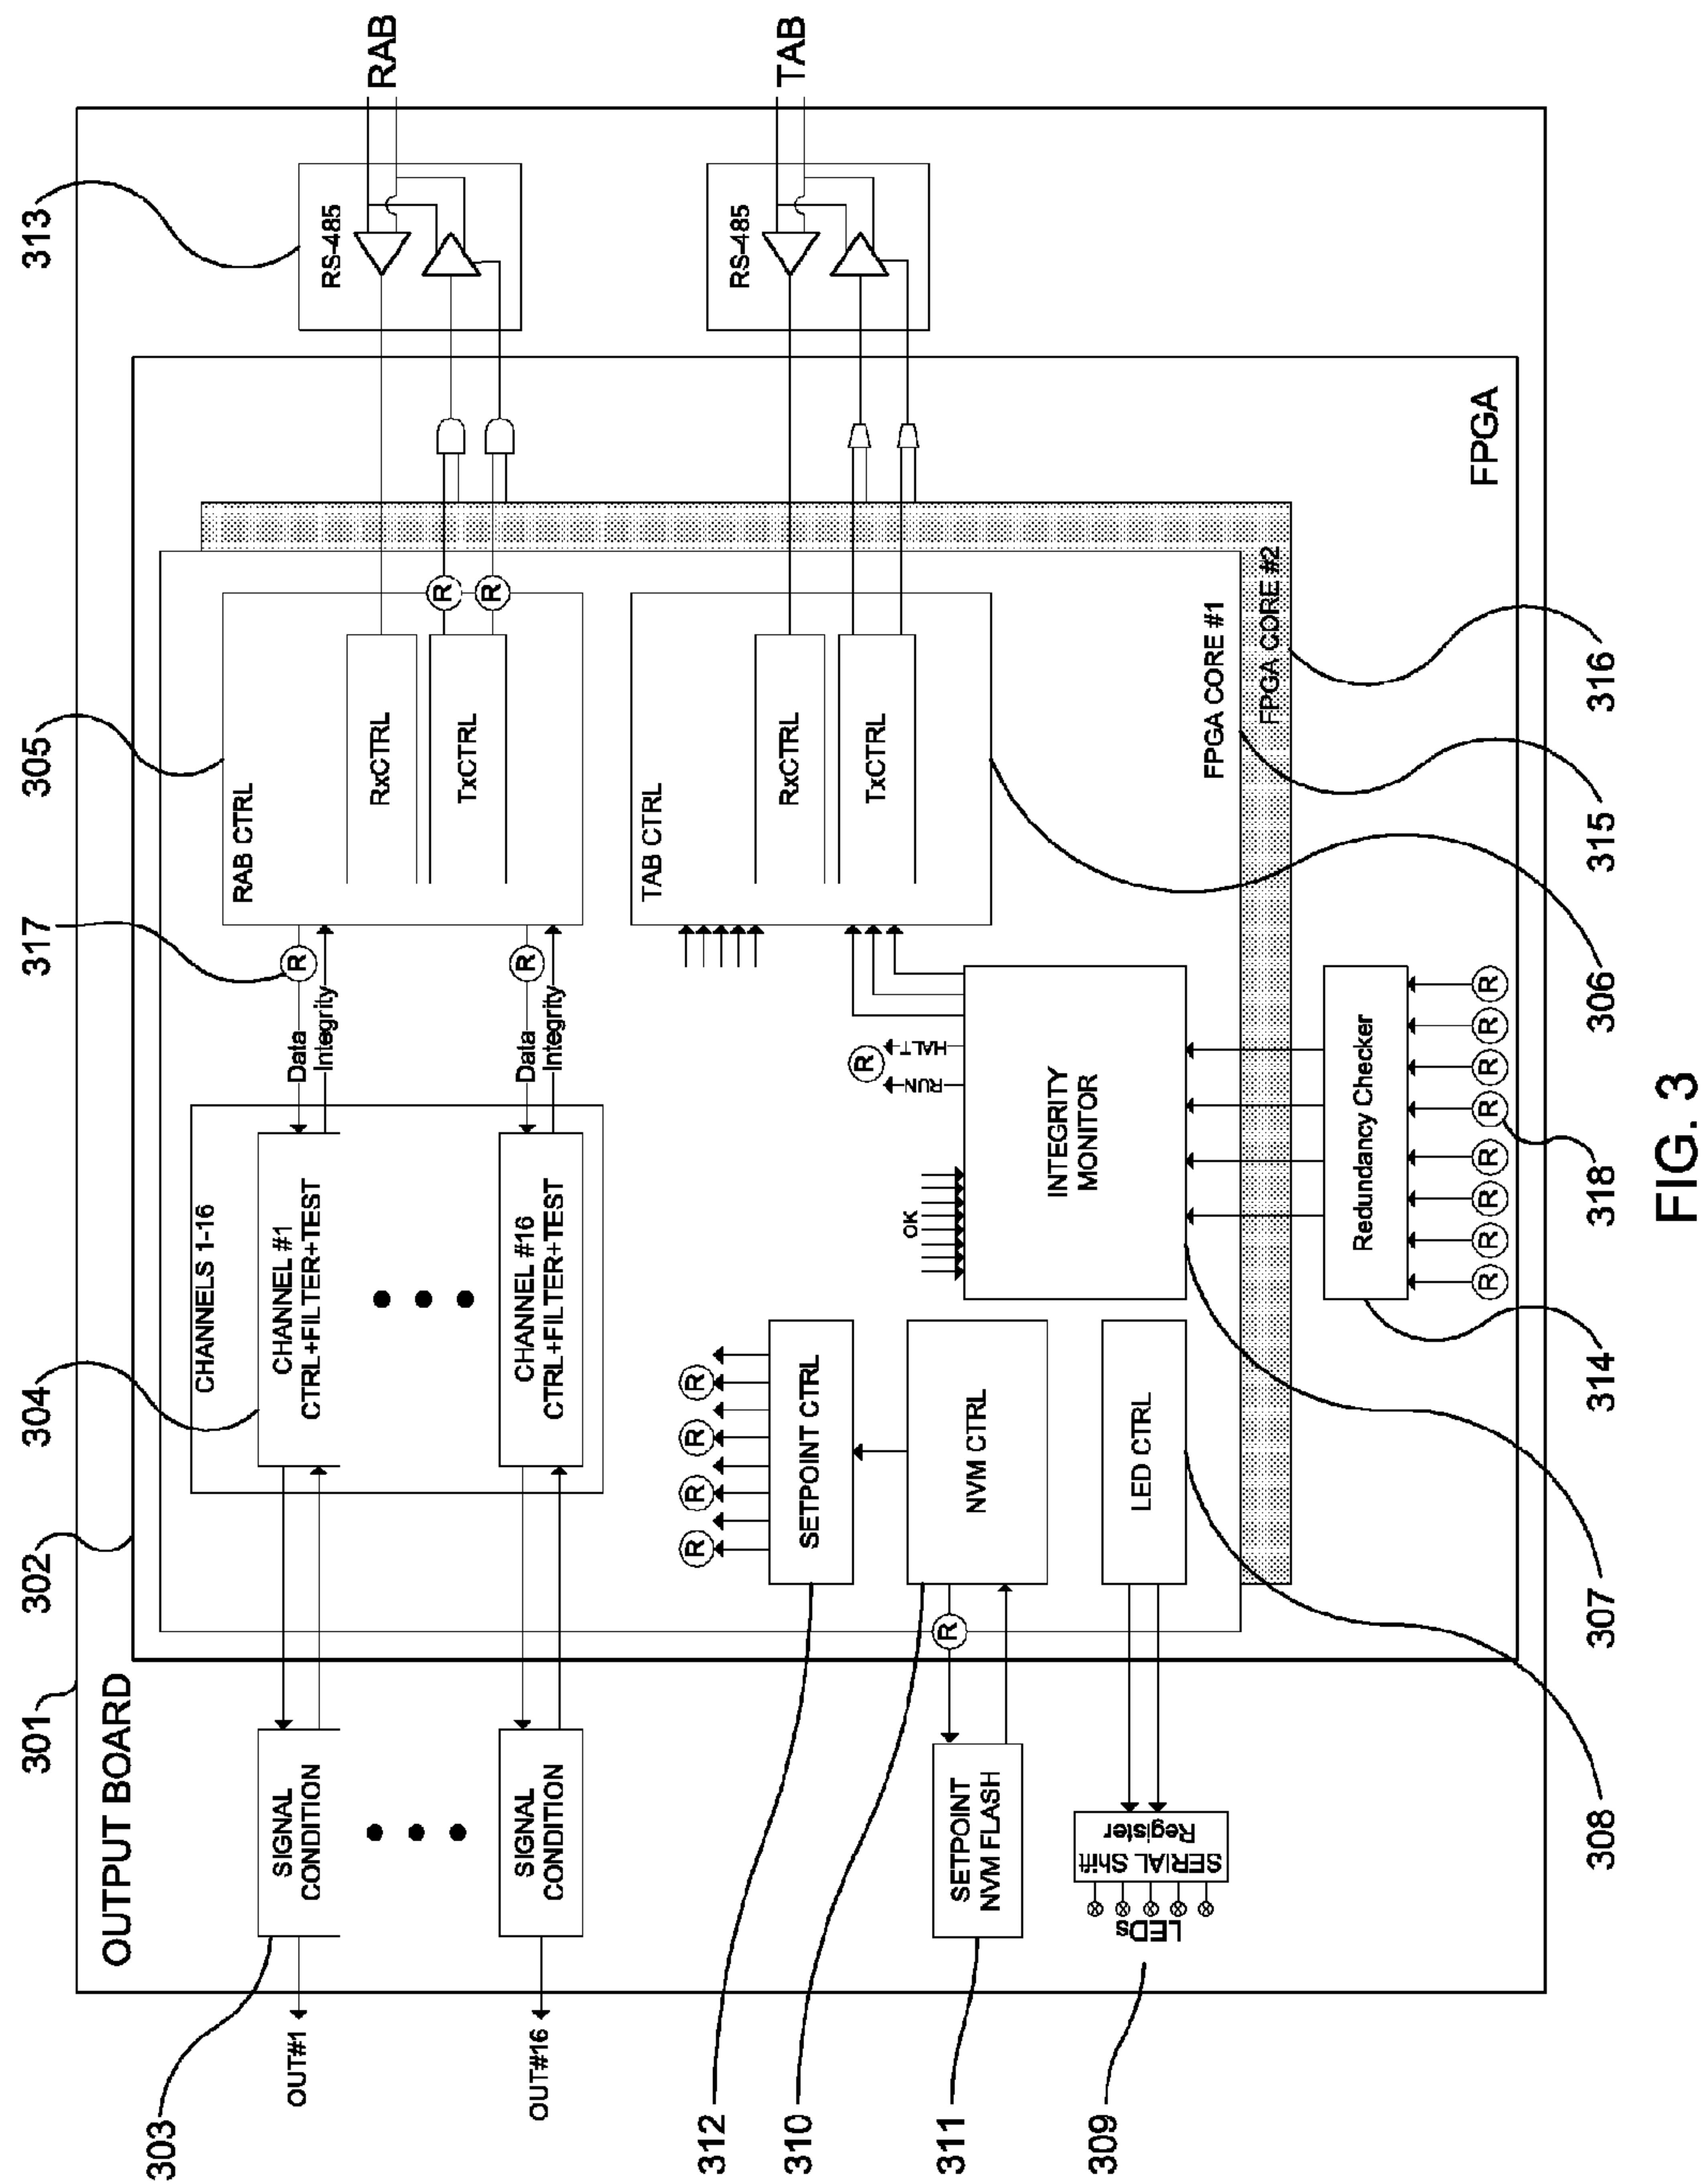 OUTPUT BOARD
301
302
304
317
305
313
303
OUT#1
SIGNAL
CONDITION
CHANNELS 1-16
CHANNEL #1
CTRL+FILTER+TEST
Data
Integrity
R
RAB CTRL
RxCTRL
TxCTRL
R
R
RS-485
RAB
OUT#16
SIGNAL
CONDITION
CHANNEL #16
CTRL+FILTER+TEST
Data
Integrity
R
TAB CTRL
RxCTRL
TxCTRL
RS-485
TAB
312
R
R
R
R
SETPOINT CTRL
310
NVM CTRL
R
311
SETPOINT
NVM FLASH
309
LEDs
SERIAL Shift
Register
LED CTRL
OK
RUN
R
HALT
INTEGRITY
MONITOR
FPGA CORE #1
FPGA CORE #2
Redundancy Checker
R
R
R
R
R
R
R
R
FPGA
308
307
314
318
306
315
316
FIG. 3